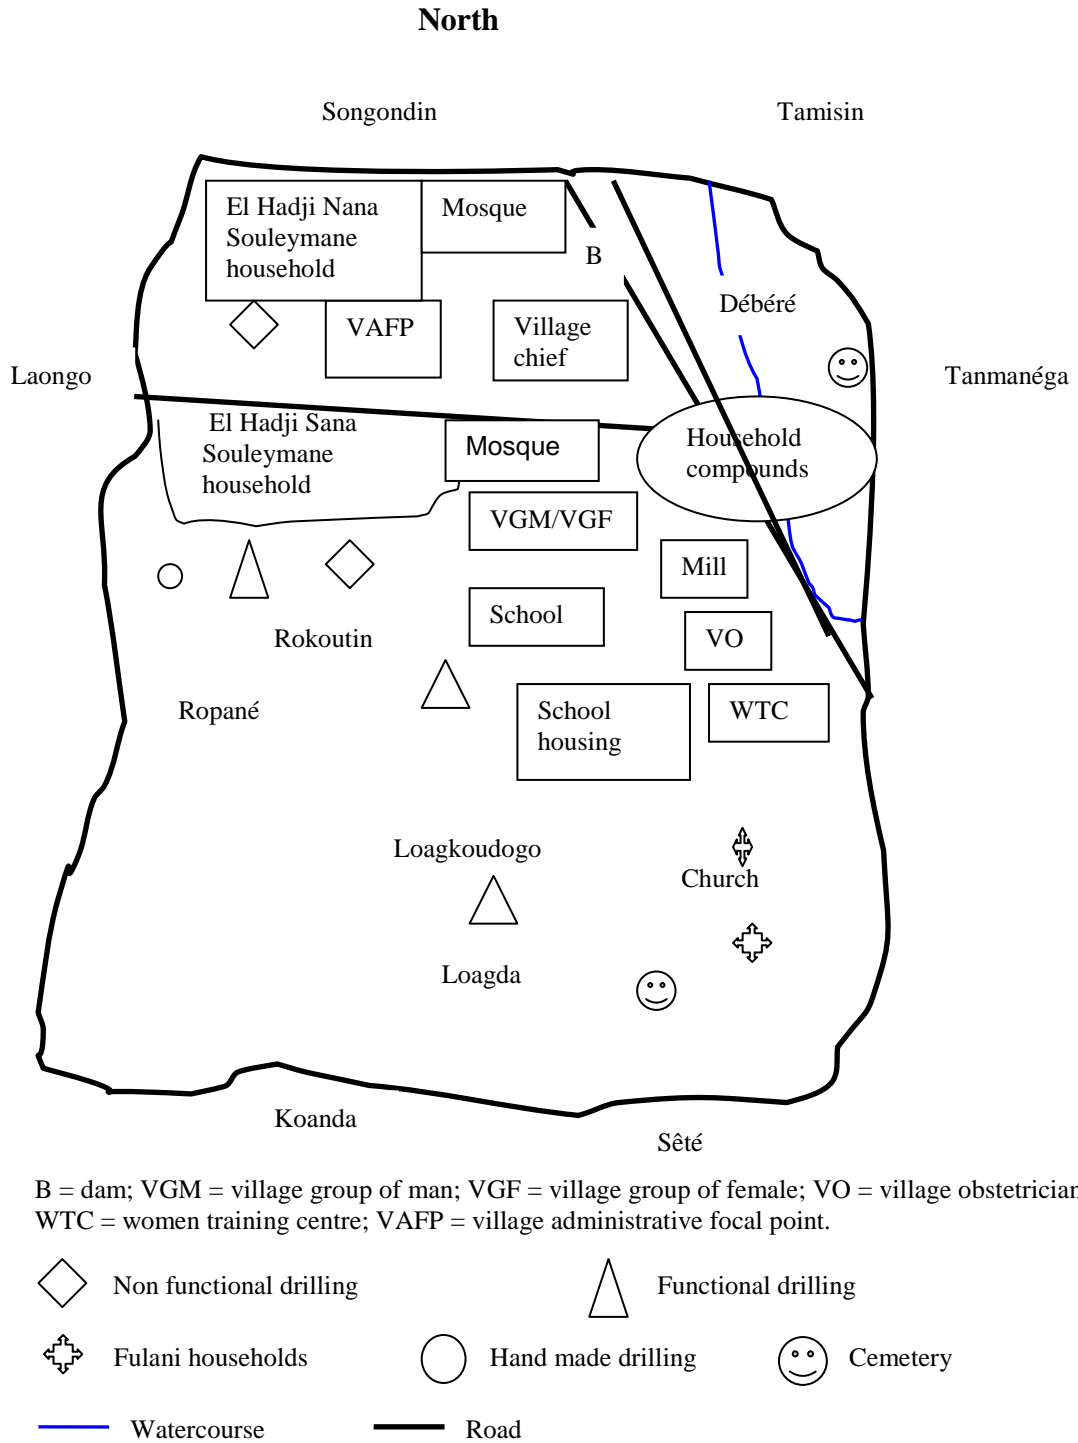 North
Songondin
Tamisin
El Hadji Nana
Souleymane
household
Mosque
B
Débéré
VAFP
Village
chief
Laongo
Tanmanéga
El Hadji Sana
Souleymane
household
Mosque
Household
compounds
VGM/VGF
Mill
School
VO
Rokoutin
Ropané
School
housing
WTC
Loagkoudogo
Church
Loagda
Koanda
Sêté
B = dam; VGM = village group of man; VGF = village group of female; VO = village obstetrician
WTC = women training centre; VAFP = village administrative focal point.
Non functional drilling
Functional drilling
Fulani households
Hand made drilling
Cemetery
Watercourse
Road